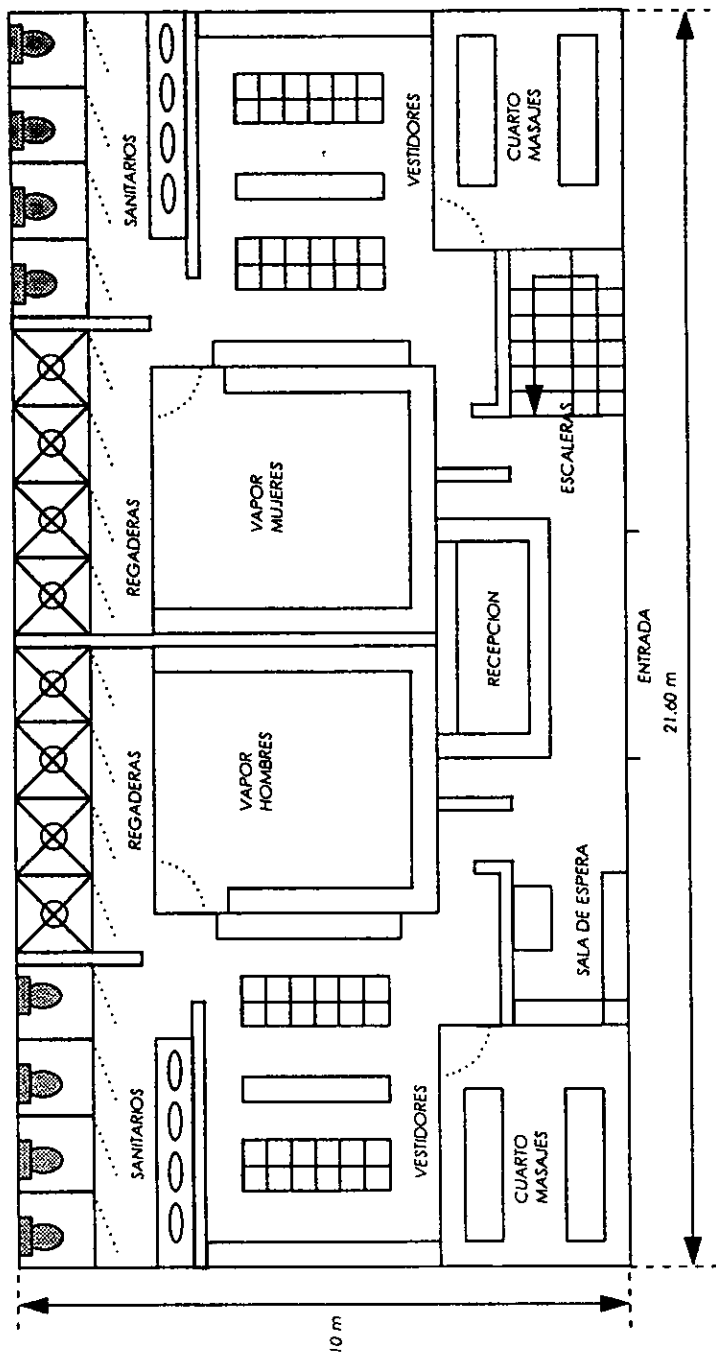 SANITARIOS
REGADERAS
REGADERAS
SANITARIOS
VAPOR
HOMBRES
VAPOR
MUJERES
10 m
VESTIDORES
VESTIDORES
RECEPCION
CUARTO
MASAJES
CUARTO
MASAJES
SALA DE ESPERA
ESCALERAS
ENTRADA
21.60 m